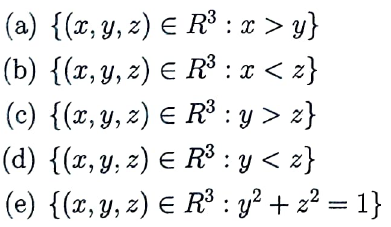 (a) {(x, y, z) ∈ R³ : x > y}
(b) {(x, y, z) ∈ R³ : x < z}
(c) {(x, y, z) ∈ R³ : y > z}
(d) {(x, y, z) ∈ R³ : y < z}
(e) {(x, y, z) ∈ R³ : y² + z² = 1}